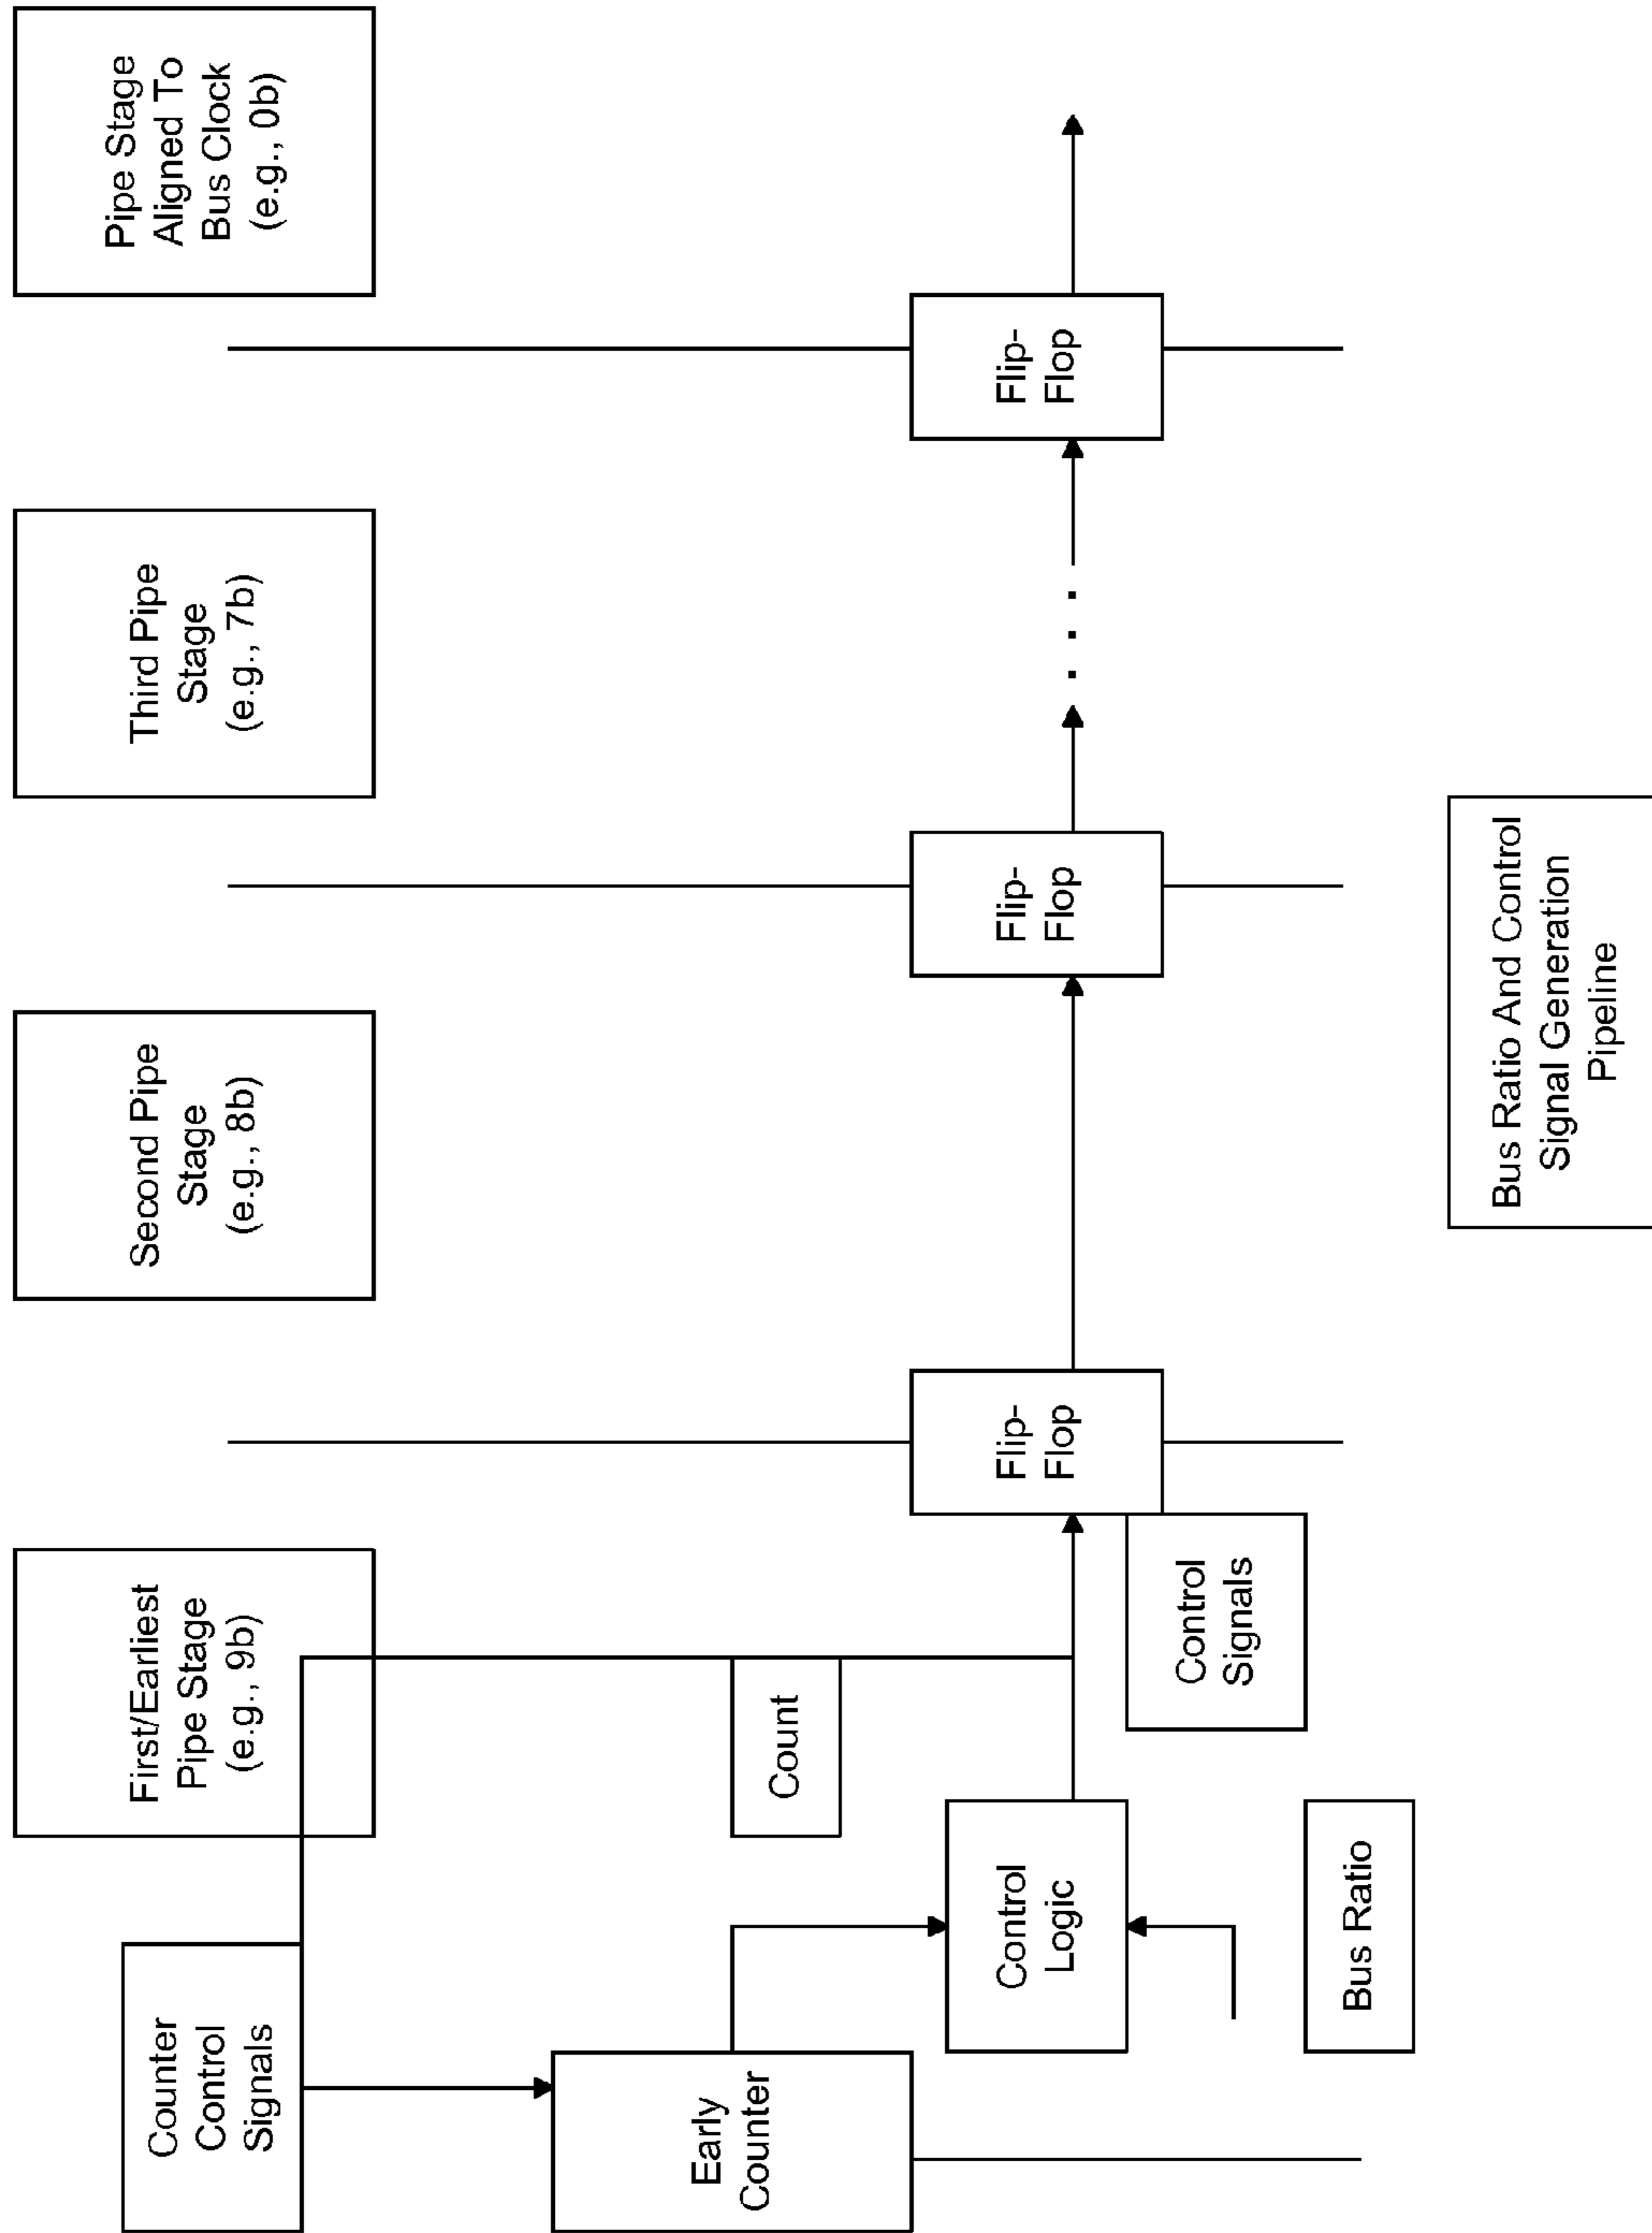 First/Earliest
Pipe Stage
(e.g., 9b)
Second Pipe
Stage
(e.g., 8b)
Third Pipe
Stage
(e.g., 7b)
Pipe Stage
Aligned To
Bus Clock
(e.g., 0b)
Counter
Control
Signals
Early
Counter
Count
Control
Logic
Control
Signals
Bus Ratio
Flip-
Flop
Flip-
Flop
. . .
Flip-
Flop
Bus Ratio And Control
Signal Generation
Pipeline